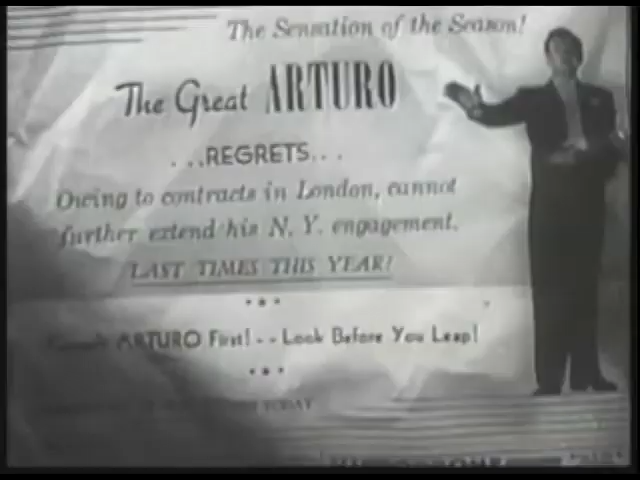 The Sensation of the Season!
The Great ARTURO
. . .REGRETS. . .
Owing to contracts in London, cannot
further extend his N. Y. engagement.
LAST TIMES THIS YEAR!
ARTURO First! - - Look Before You Leap!
TODAY